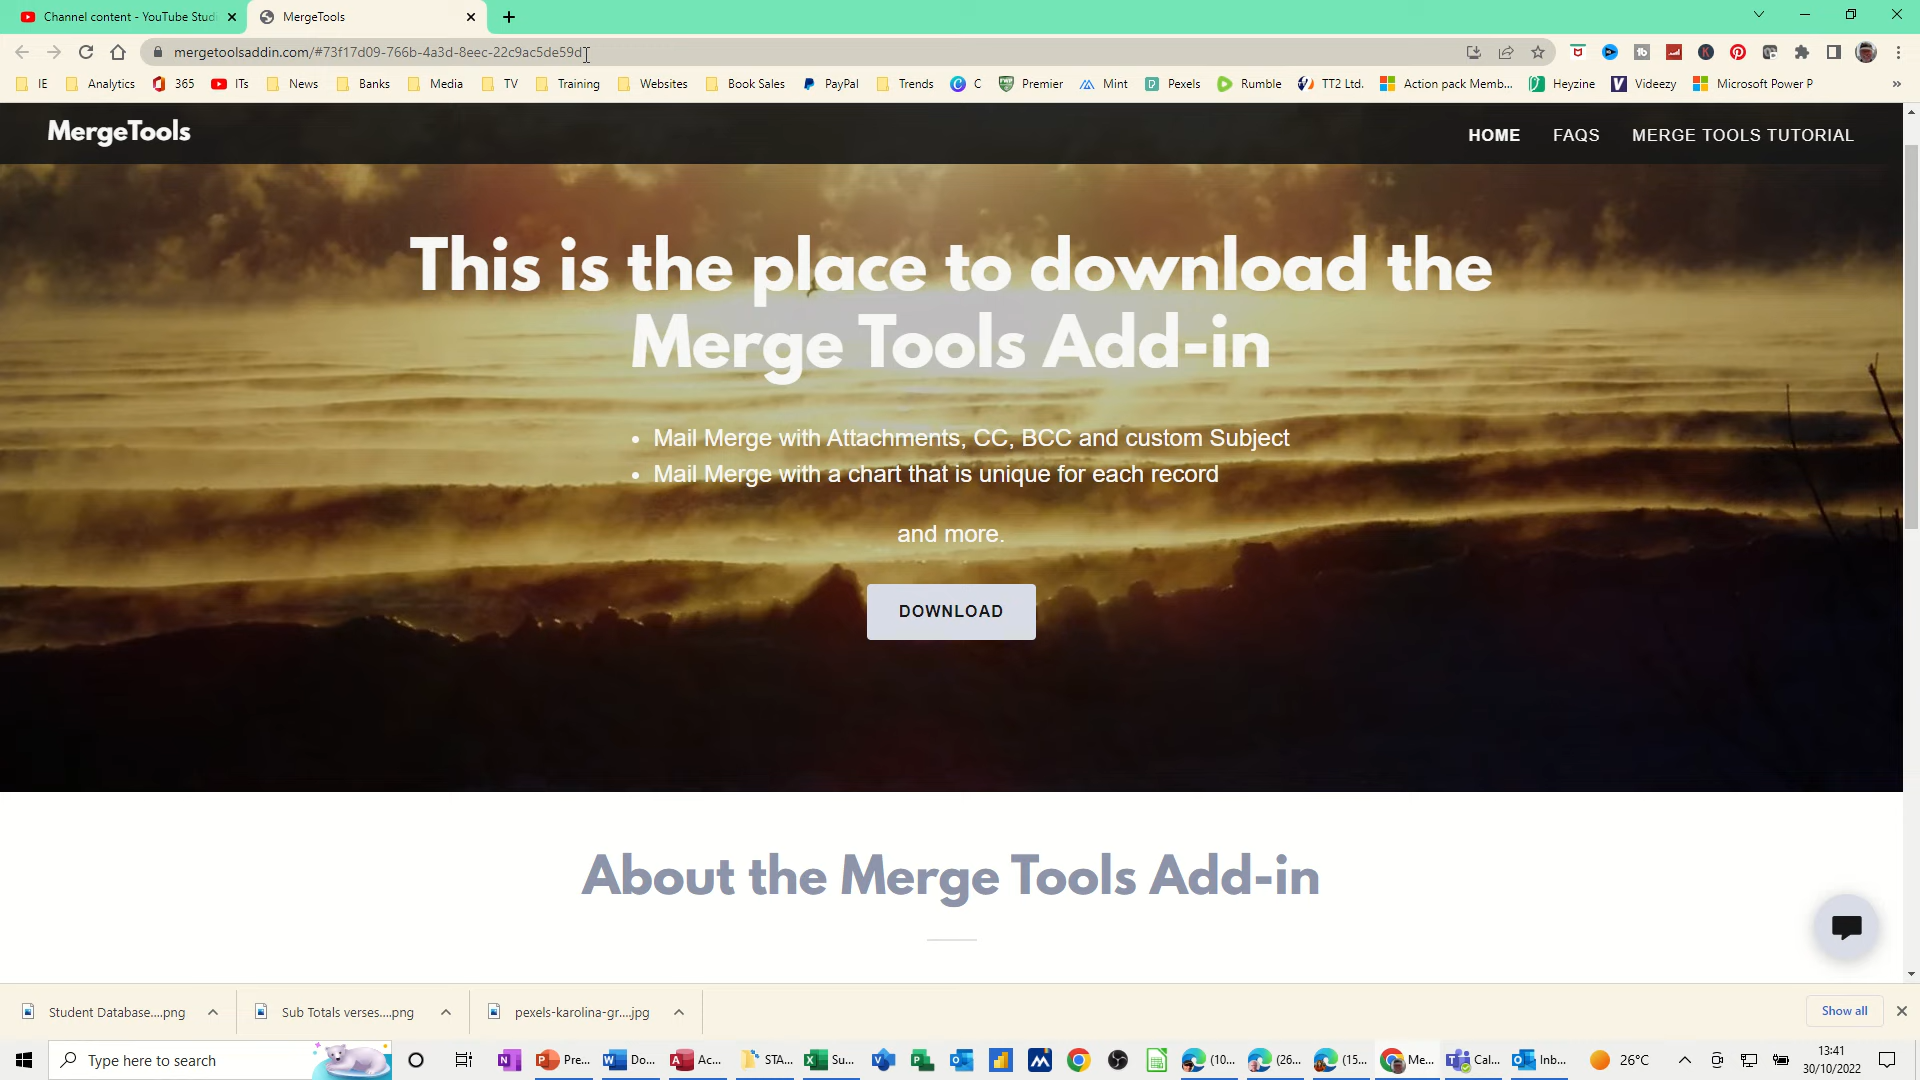 Channel content - YouTube Studi
MergeTools
mergetoolsaddin.com/#73f17d09-766b-4a3d-8eec-22c9ac5de59d
IE Analytics 365 ITs News Banks Media TV Training Websites Book Sales PayPal Trends C Premier Mint Pexels Rumble TT2 Ltd. Action pack Memb... Heyzine Videezy Microsoft Power P »
MergeTools
HOME FAQS MERGE TOOLS TUTORIAL
This is the place to download the
Merge Tools Add-in
• Mail Merge with Attachments, CC, BCC and custom Subject
• Mail Merge with a chart that is unique for each record
and more.
DOWNLOAD
About the Merge Tools Add-in
Student Database....png Sub Totals verses....png pexels-karolina-gr....jpg Show all
Type here to search Pre... Do... Ac... STA... Su... (10... (26... (15... Me... Cal... Inb... 26°C
13:41
30/10/2022